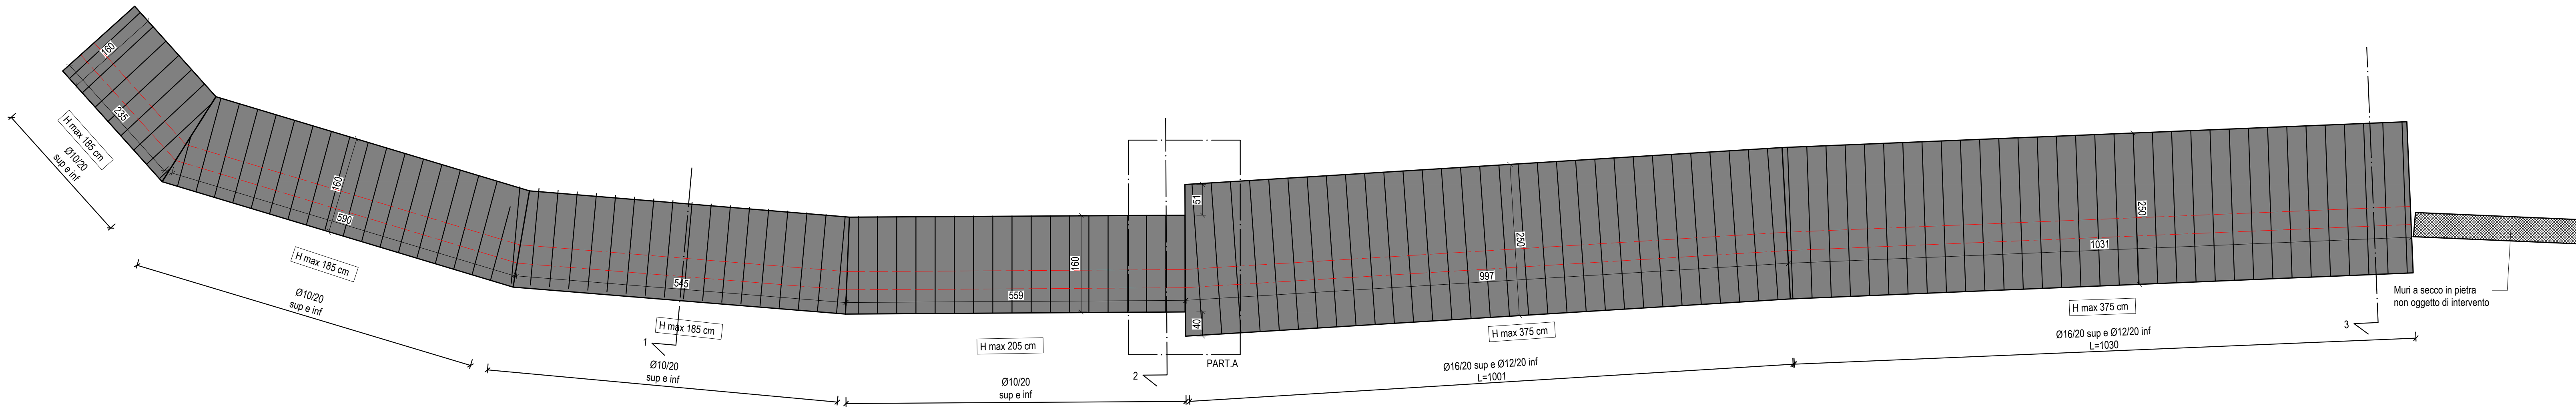 160
236
H max 185 cm
Ø10/20
sup e inf
160
590
H max 185 cm
Ø10/20
sup e inf
545
H max 185 cm
1
Ø10/20
sup e inf
160
559
H max 205 cm
Ø10/20
sup e inf
51
40
PART.A
2
250
997
H max 375 cm
Ø16/20 sup e Ø12/20 inf
L=1001
250
1031
H max 375 cm
Ø16/20 sup e Ø12/20 inf
L=1030
3
Muri a secco in pietra
non oggetto di intervento